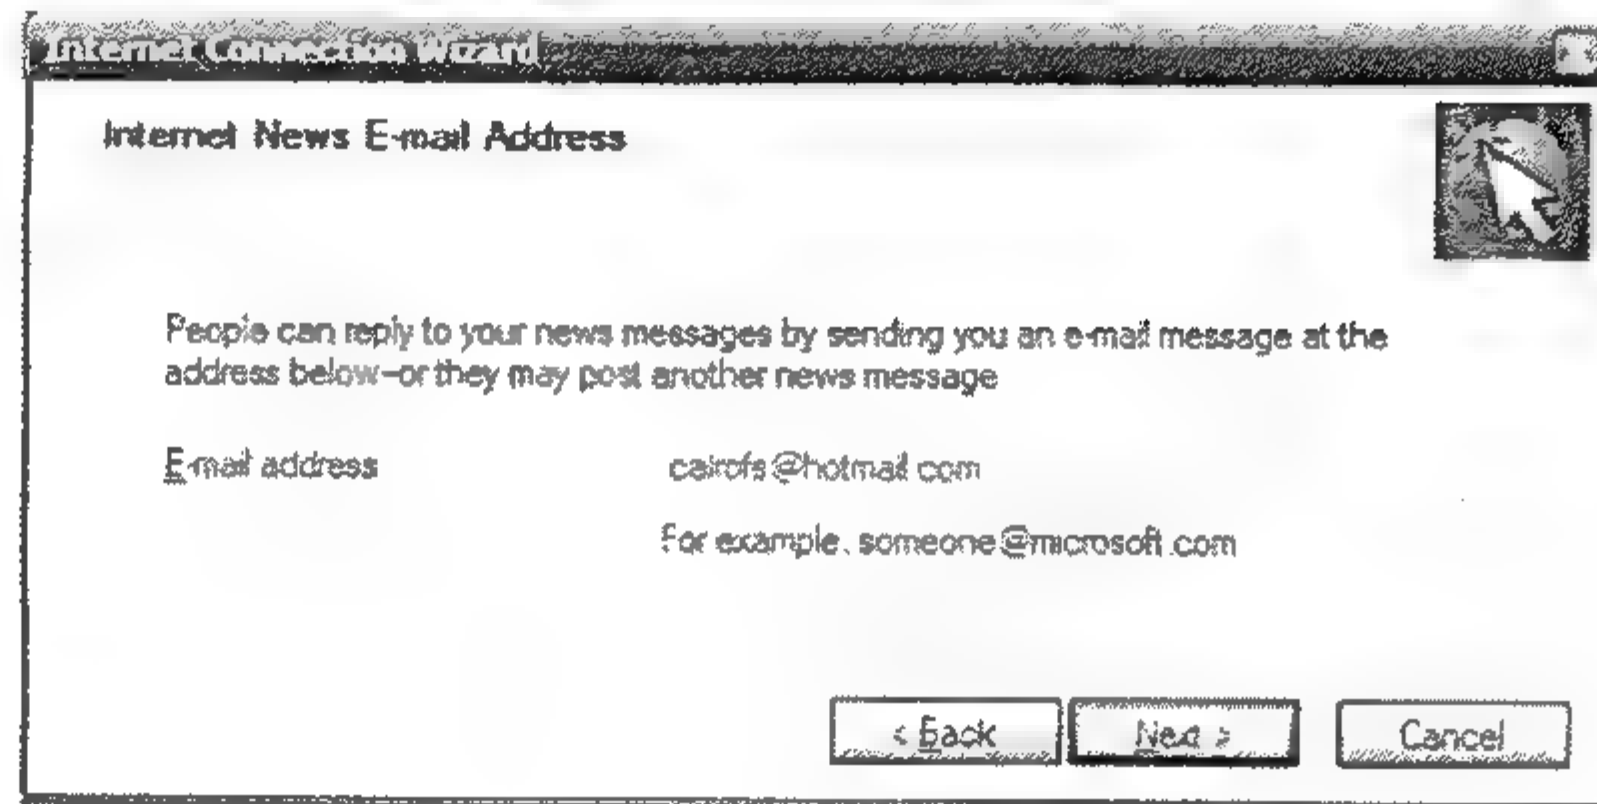 Internet Connection Wizard
Internet News E-mail Address
People can reply to your news messages by sending you an e-mail message at the
address below-or they may post another news message
E-mail address
cairofs@hotmail com
For example, someone@microsoft.com
< Back
Next >
Cancel